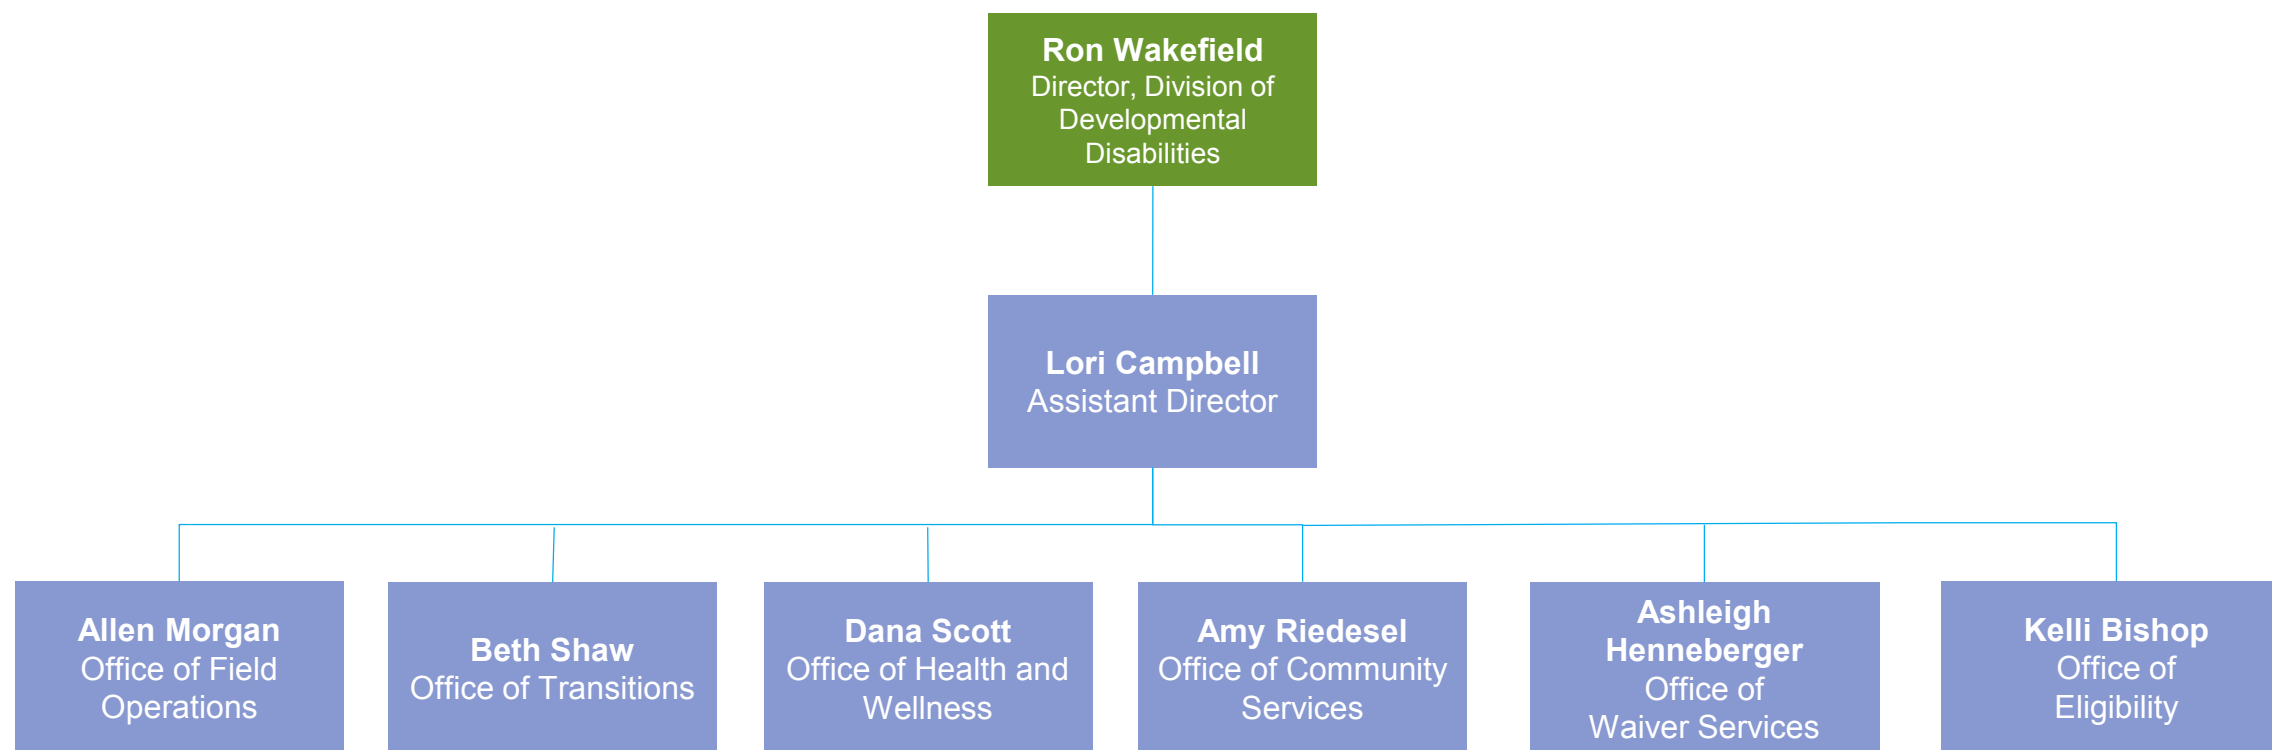 Ron Wakefield
Director, Division of
Developmental
Disabilities
Lori Campbell
Assistant Director
Allen Morgan
Office of Field
Operations
Beth Shaw
Office of Transitions
Dana Scott
Office of Health and
Wellness
Amy Riedesel
Office of Community
Services
Ashleigh
Henneberger
Office of
Waiver Services
Kelli Bishop
Office of
Eligibility